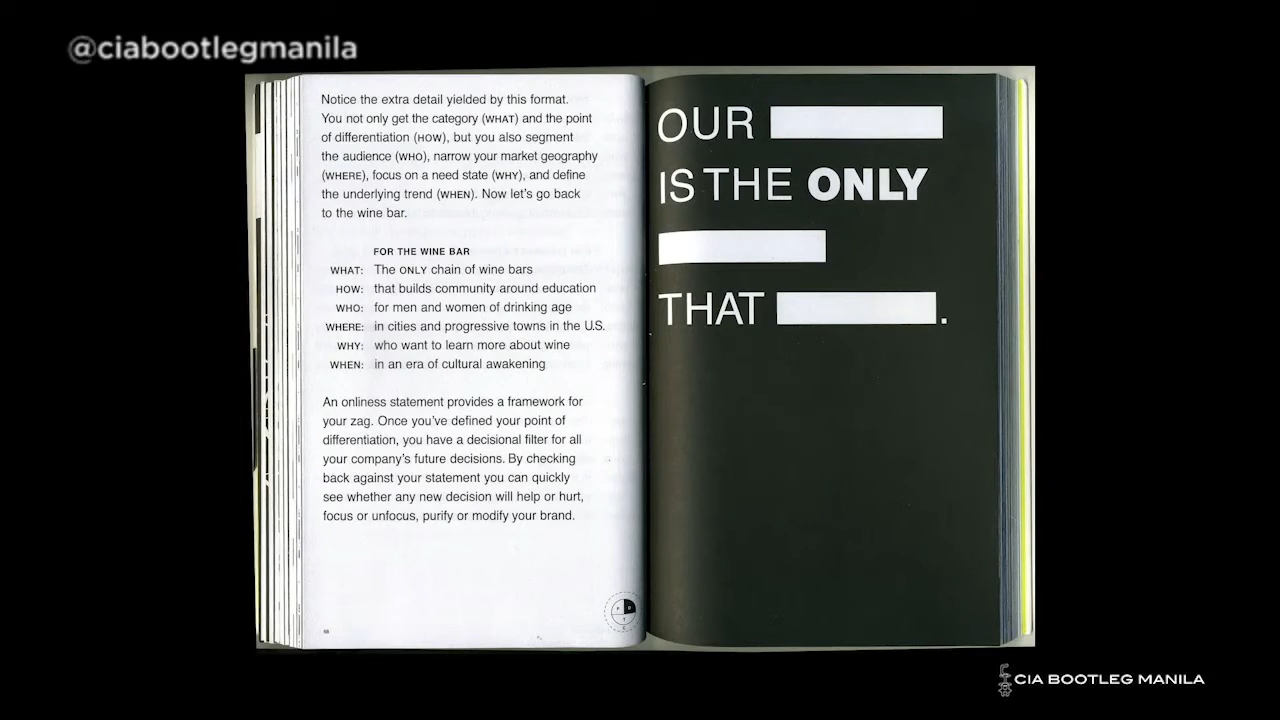 @ciabootlegmanila
Notice the extra detail yielded by this format.
You not only get the category (WHAT) and the point
of differentiation (HOW), but you also segment
the audience (WHO), narrow your market geography
(WHERE), focus on a need state (WHY), and define
the underlying trend (WHEN). Now let's go back
to the wine bar.
FOR THE WINE BAR
WHAT: The ONLY chain of wine bars
HOW: that builds community around education
WHO: for men and women of drinking age
WHERE: in cities and progressive towns in the U.S.
WHY: who want to learn more about wine
WHEN: in an era of cultural awakening
An onliness statement provides a framework for
your zag. Once you've defined your point of
differentiation, you have a decisional filter for all
your company's future decisions. By checking
back against your statement you can quickly
see whether any new decision will help or hurt,
focus or unfocus, purify or modify your brand.
OUR
IS THE ONLY
THAT .
CIA BOOTLEG MANILA